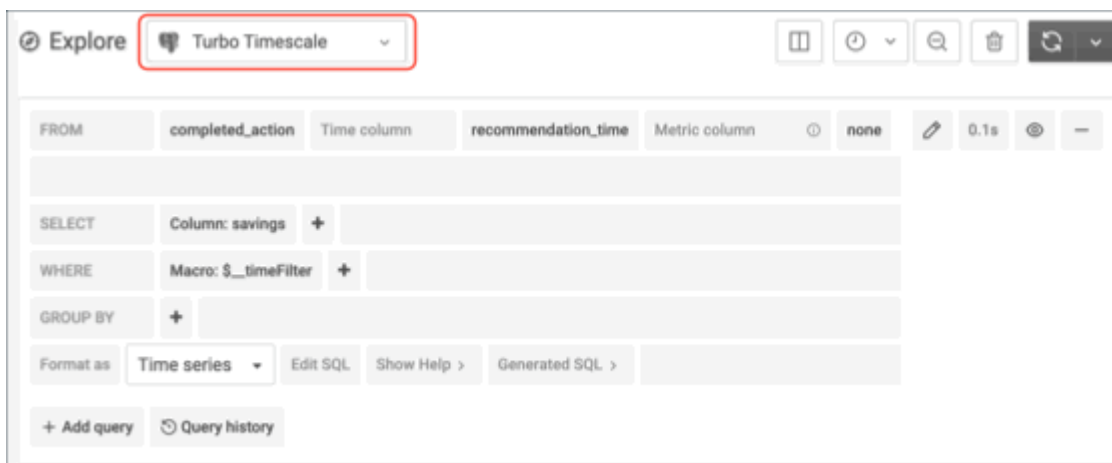 Explore Turbo Timescale
FROM completed_action Time column recommendation_time Metric column none 0.1s
SELECT Column: savings +
WHERE Macro: $__timeFilter +
GROUP BY +
Format as Time series Edit SQL Show Help > Generated SQL >
+ Add query Query history